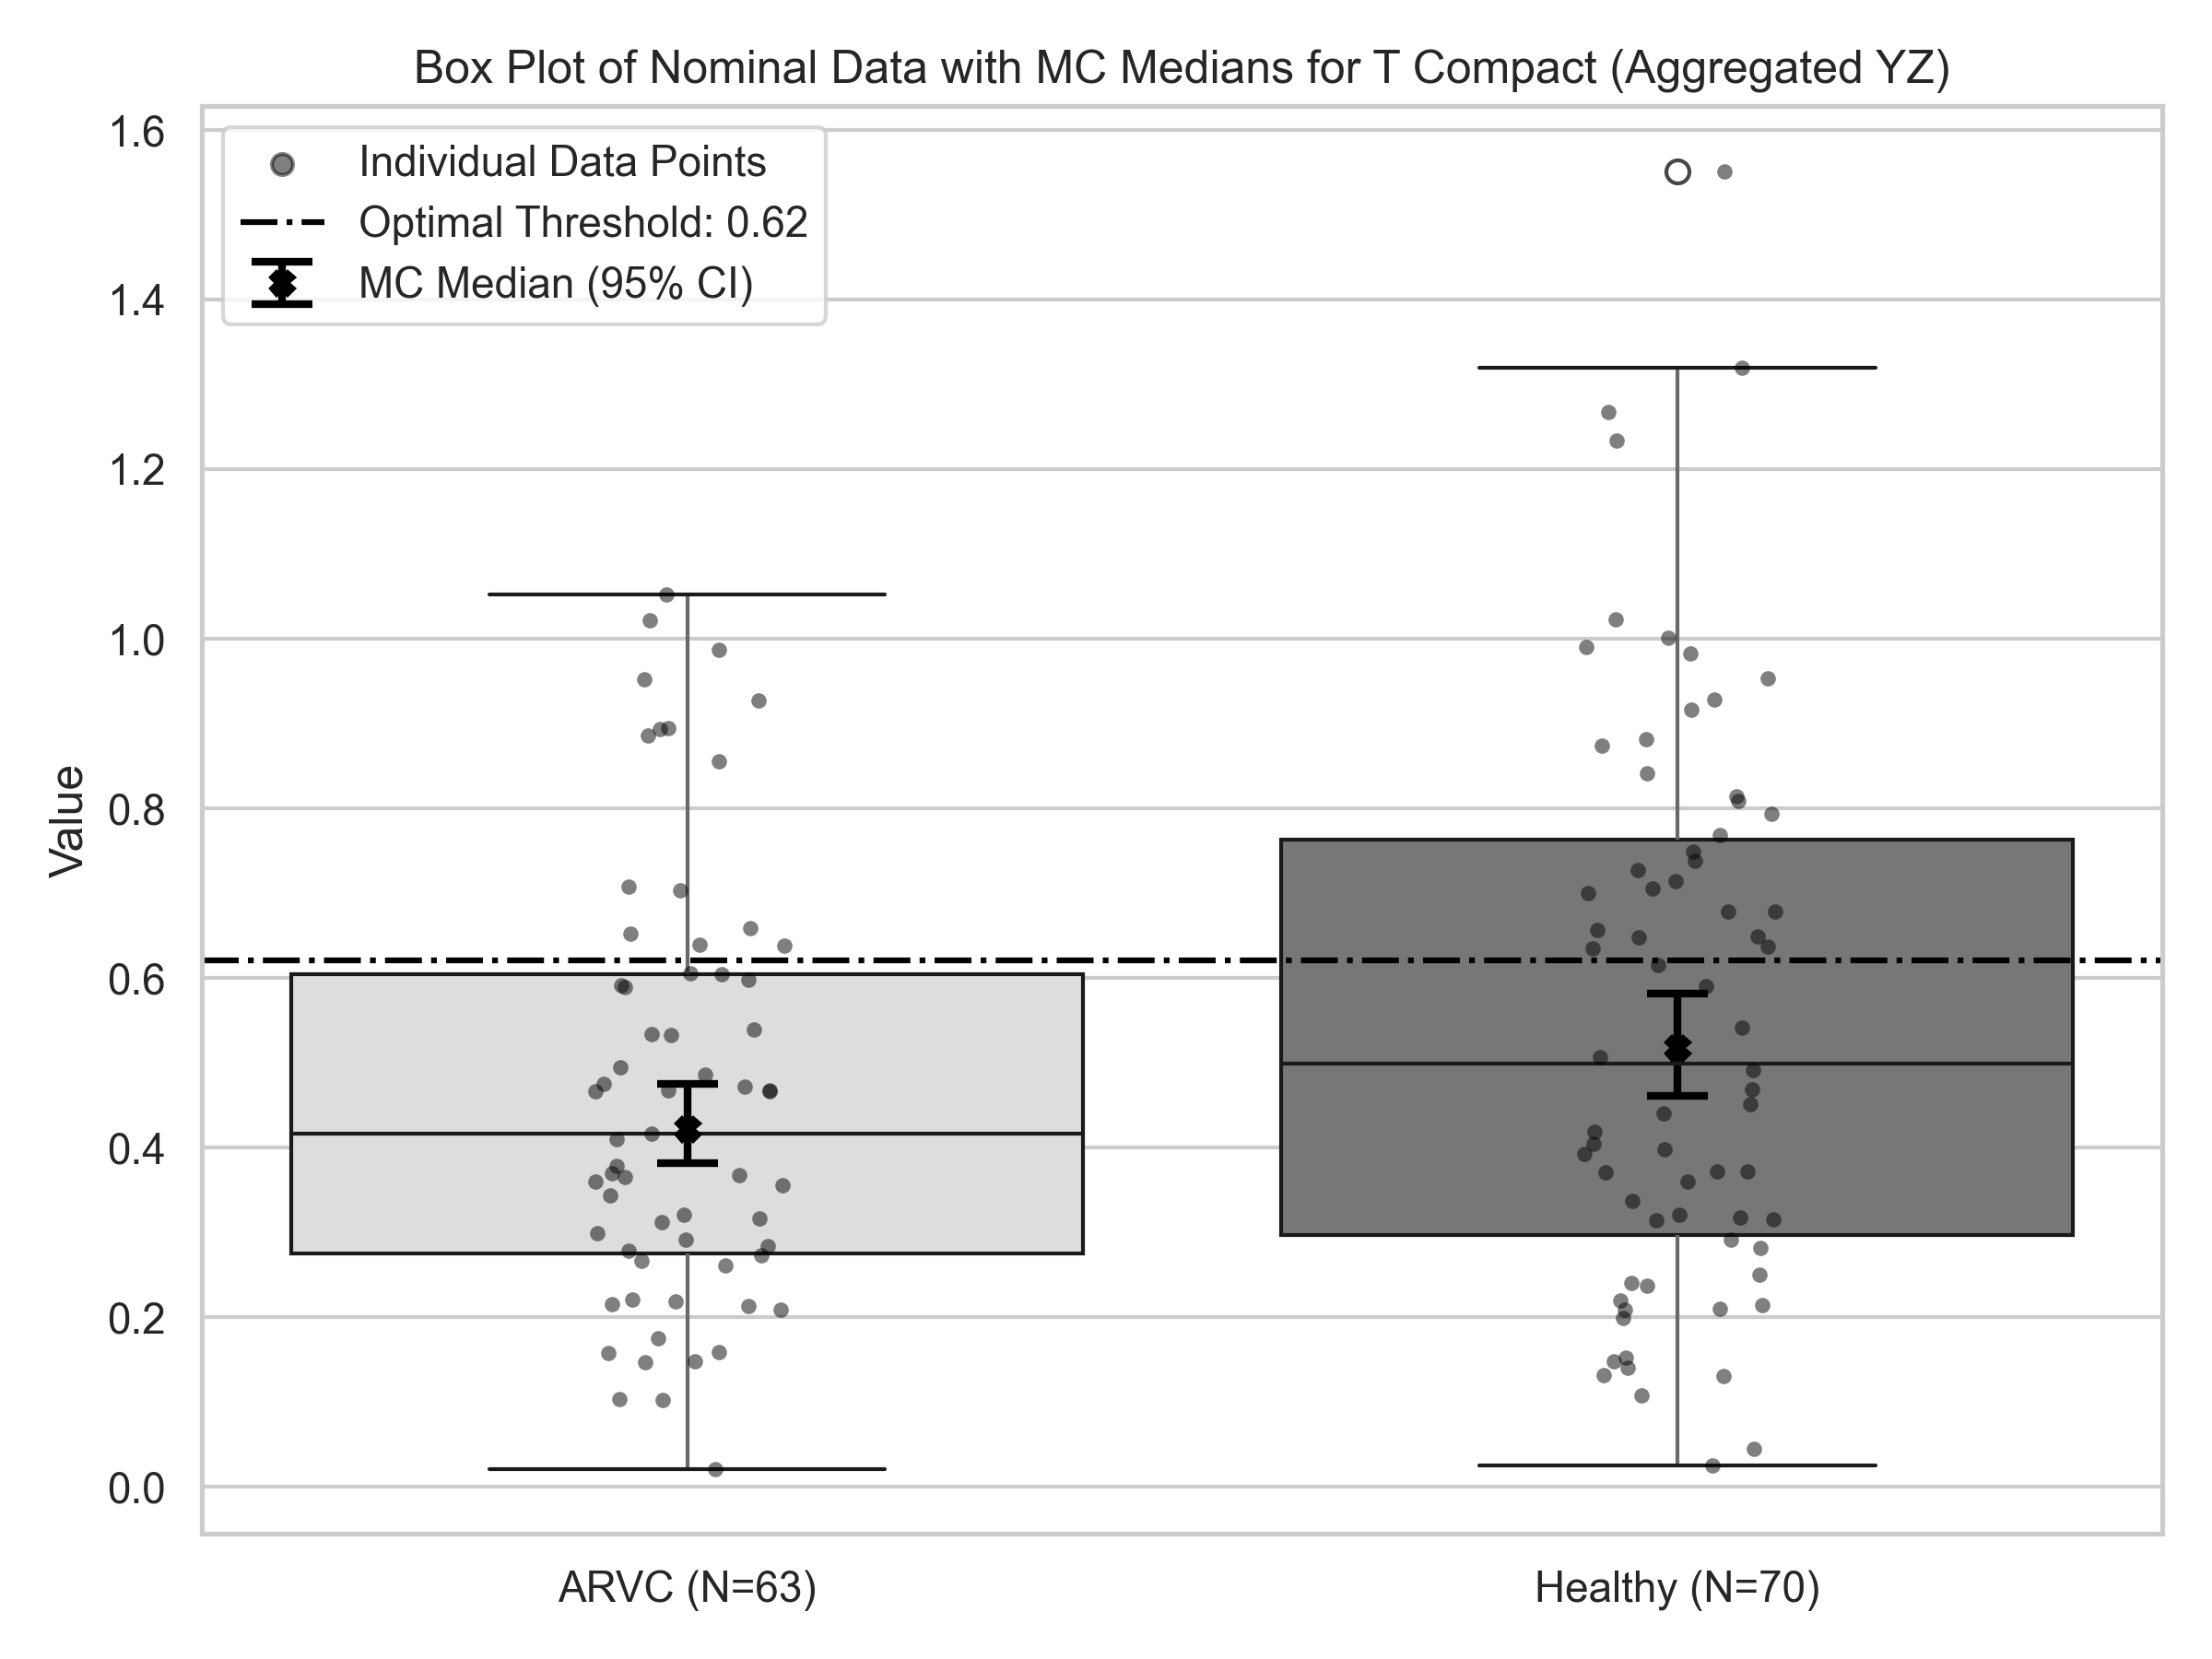 Box Plot of Nominal Data with MC Medians for T Compact (Aggregated YZ)
Individual Data Points
Optimal Threshold: 0.62
MC Median (95% CI)
Value
1.6
1.4
1.2
1.0
0.8
0.6
0.4
0.2
0.0
ARVC (N=63)
Healthy (N=70)